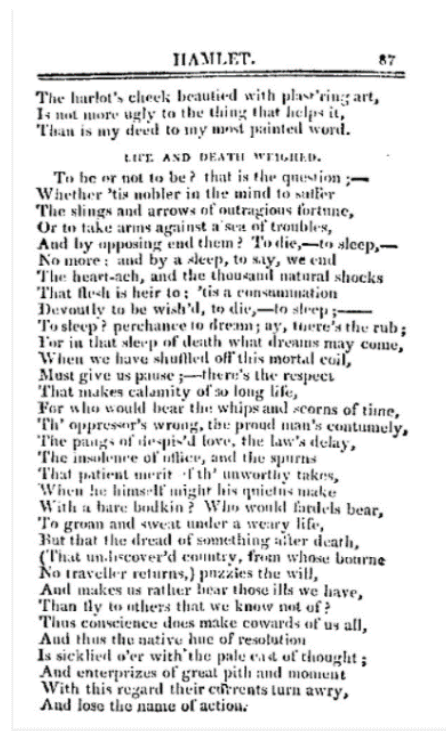 HAMLET. 87
The harlot's cheek beautied with plast'ring art,
Is not more ugly to the thing that helps it,
Than is my deed to my most painted word.
LIFE AND DEATH WEIGHED.
To be or not to be? that is the question ;—
Whether 'tis nobler in the mind to suffer
The slings and arrows of outragious fortune,
Or to take arms against a sea of troubles,
And by opposing end them? To die,—to sleep,—
No more: and by a sleep, to say, we end
The heart-ach, and the thousand natural shocks
That flesh is heir to; 'tis a consummation
Devoutly to be wish'd, to die,—to sleep ;——
To sleep? perchance to dream; ay, there's the rub;
For in that sleep of death what dreams may come,
When we have shuffled off this mortal coil,
Must give us pause ;—there's the respect
That makes calamity of so long life,
For who would bear the whips and scorns of time,
Th' oppressor's wrong, the proud man's contumely,
The pangs of despis'd love, the law's delay,
The insolence of office, and the spurns
That patient merit of th' unworthy takes,
When he himself might his quietus make
With a bare bodkin? Who would fardels bear,
To groan and sweat under a weary life,
But that the dread of something after death,
(That undiscover'd country, from whose bourne
No traveller returns,) puzzles the will,
And makes us rather bear those ills we have,
Than fly to others that we know not of?
Thus conscience does make cowards of us all,
And thus the native hue of resolution
Is sicklied o'er with the pale cast of thought ;
And enterprizes of great pith and moment
With this regard their currents turn awry,
And lose the name of action.